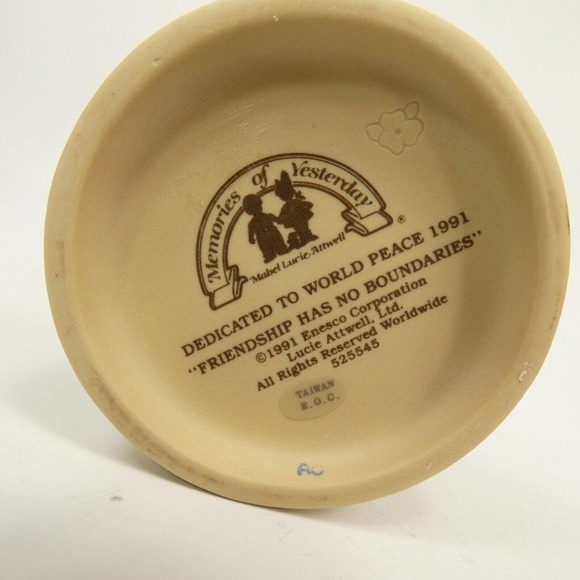 Memories of Yesterday
®
Mabel Lucie Attwell
DEDICATED TO WORLD PEACE 1991
"FRIENDSHIP HAS NO BOUNDARIES"
©1991 Enesco Corporation
Lucie Attwell, Ltd.
All Rights Reserved Worldwide
525545
TAIWAN
R.O.C.